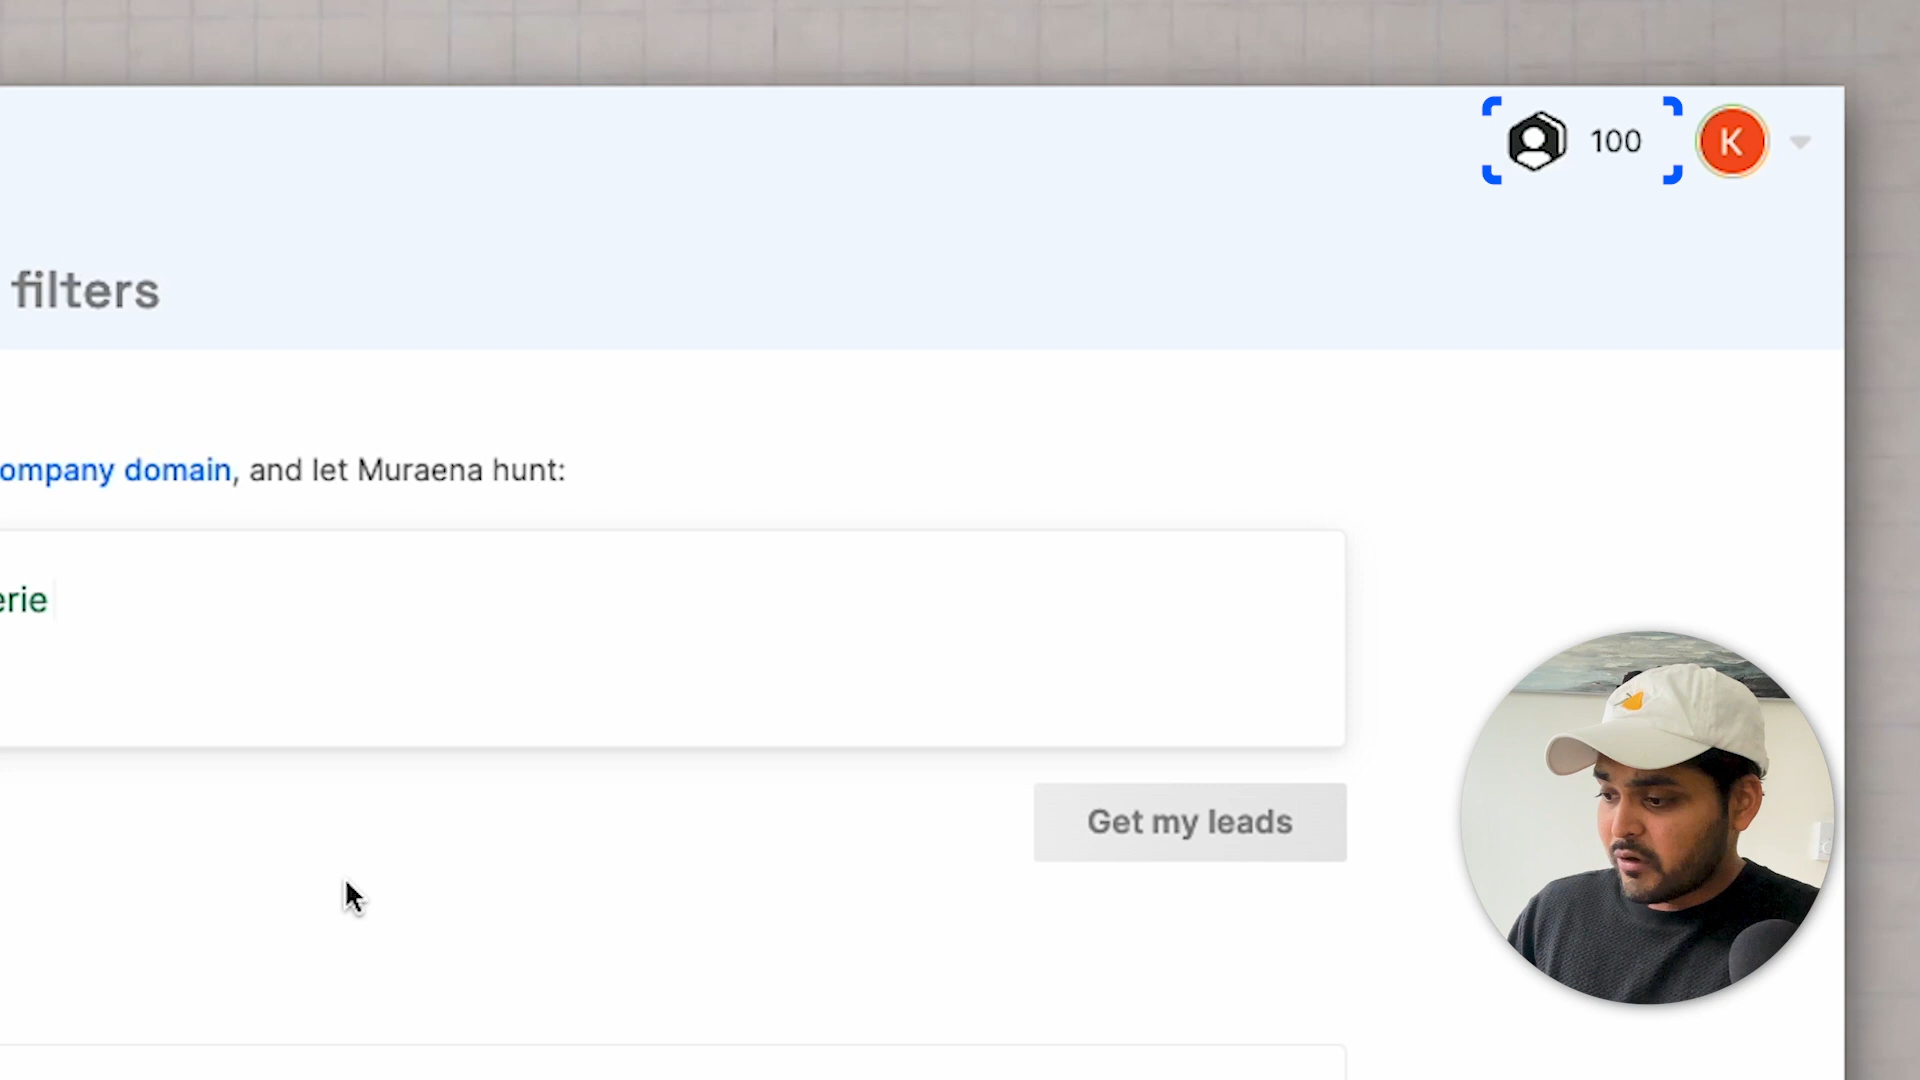 100
K
filters
ompany domain, and let Muraena hunt:
erie
Get my leads